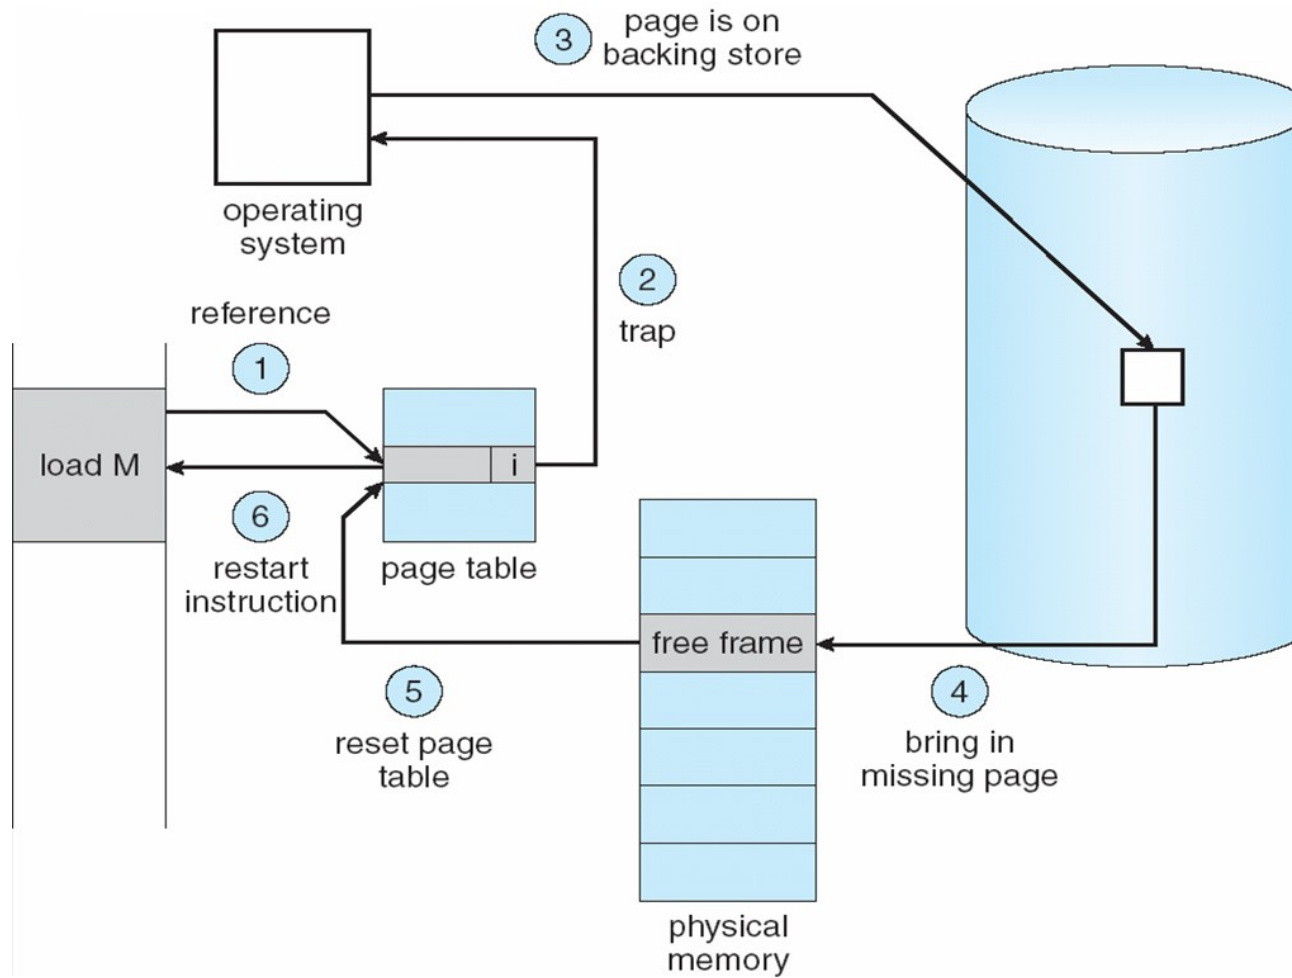 3
page is on
backing store
operating
system
2
trap
reference
1
load M
i
6
restart
instruction
page table
free frame
5
reset page
table
4
bring in
missing page
physical
memory